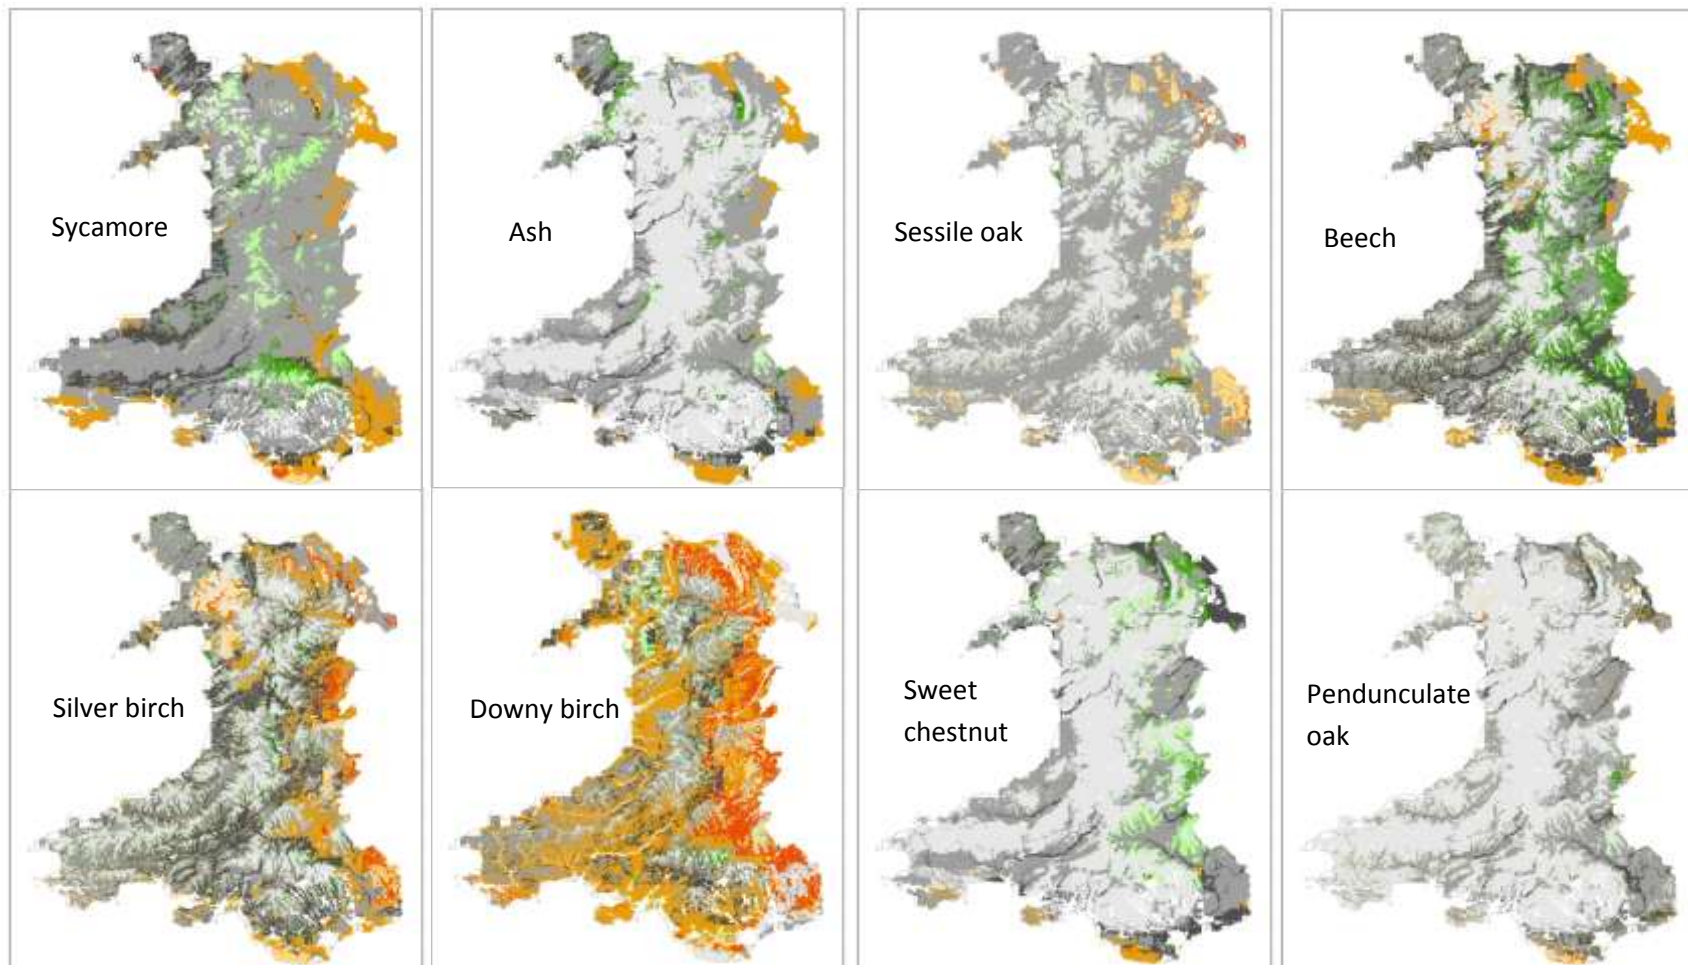 Sycamore
Ash
Sessile oak
Beech
Silver birch
Downy birch
Sweet
chestnut
Pendunculate
oak